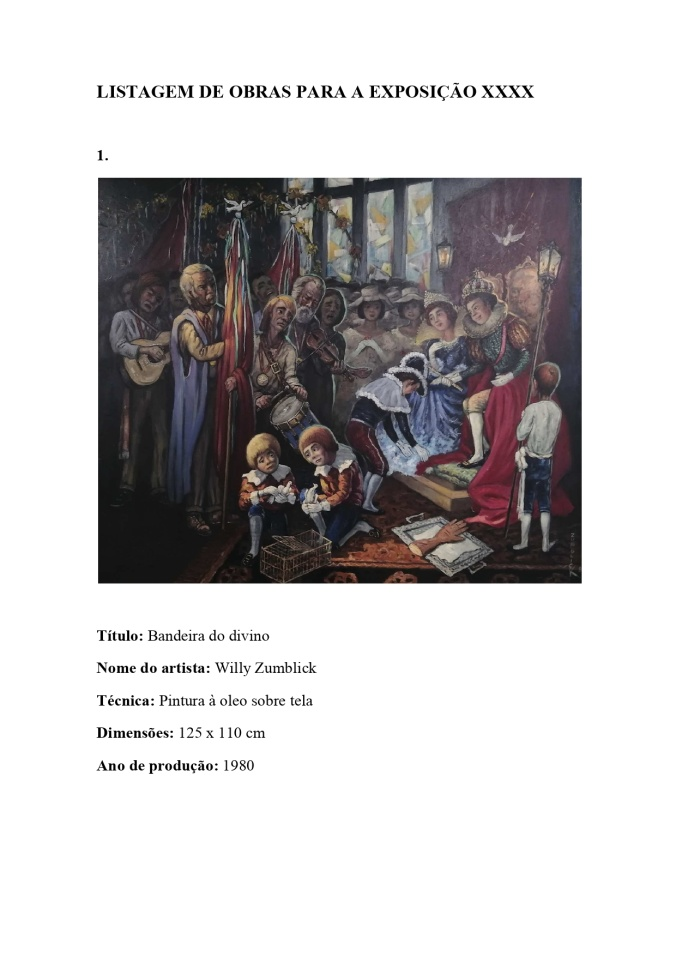 LISTAGEM DE OBRAS PARA A EXPOSIÇÃO XXXX
1.
Título: Bandeira do divino
Nome do artista: Willy Zumblick
Técnica: Pintura à oleo sobre tela
Dimensões: 125 x 110 cm
Ano de produção: 1980